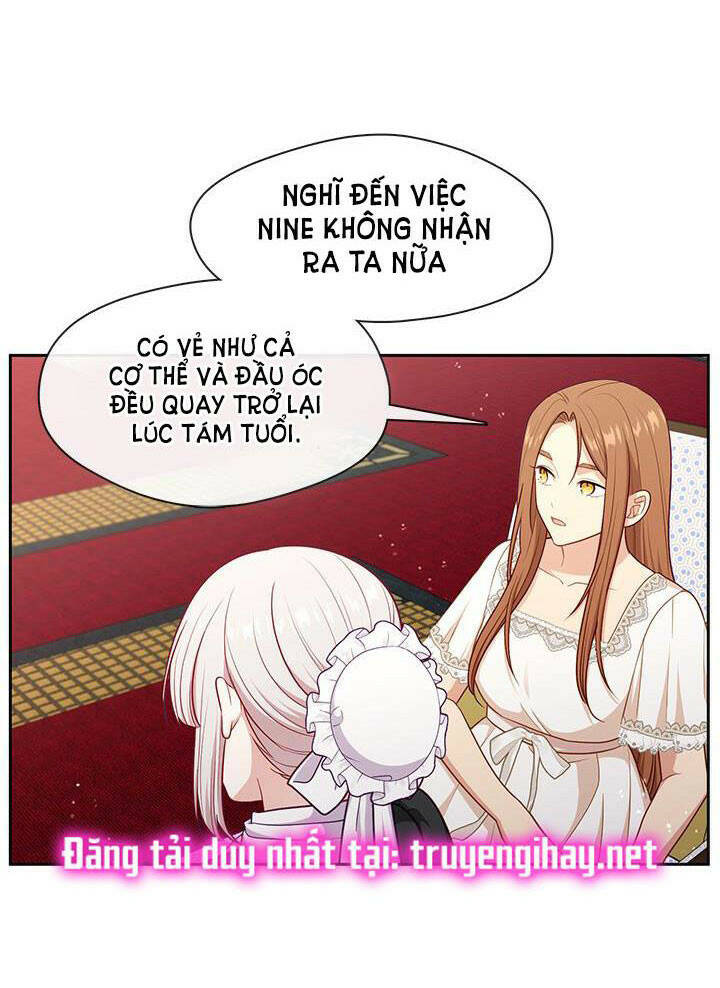 NGHĨ ĐẾN VIỆC
NINE KHÔNG NHẬN
RA TA NỮA
CÓ VẺ NHƯ CẢ
CƠ THỂ VÀ ĐẦU ÓC
ĐỀU QUAY TRỞ LẠI
LÚC TÁM TUỔI.
Đăng tải duy nhất tại: truyengihay.net